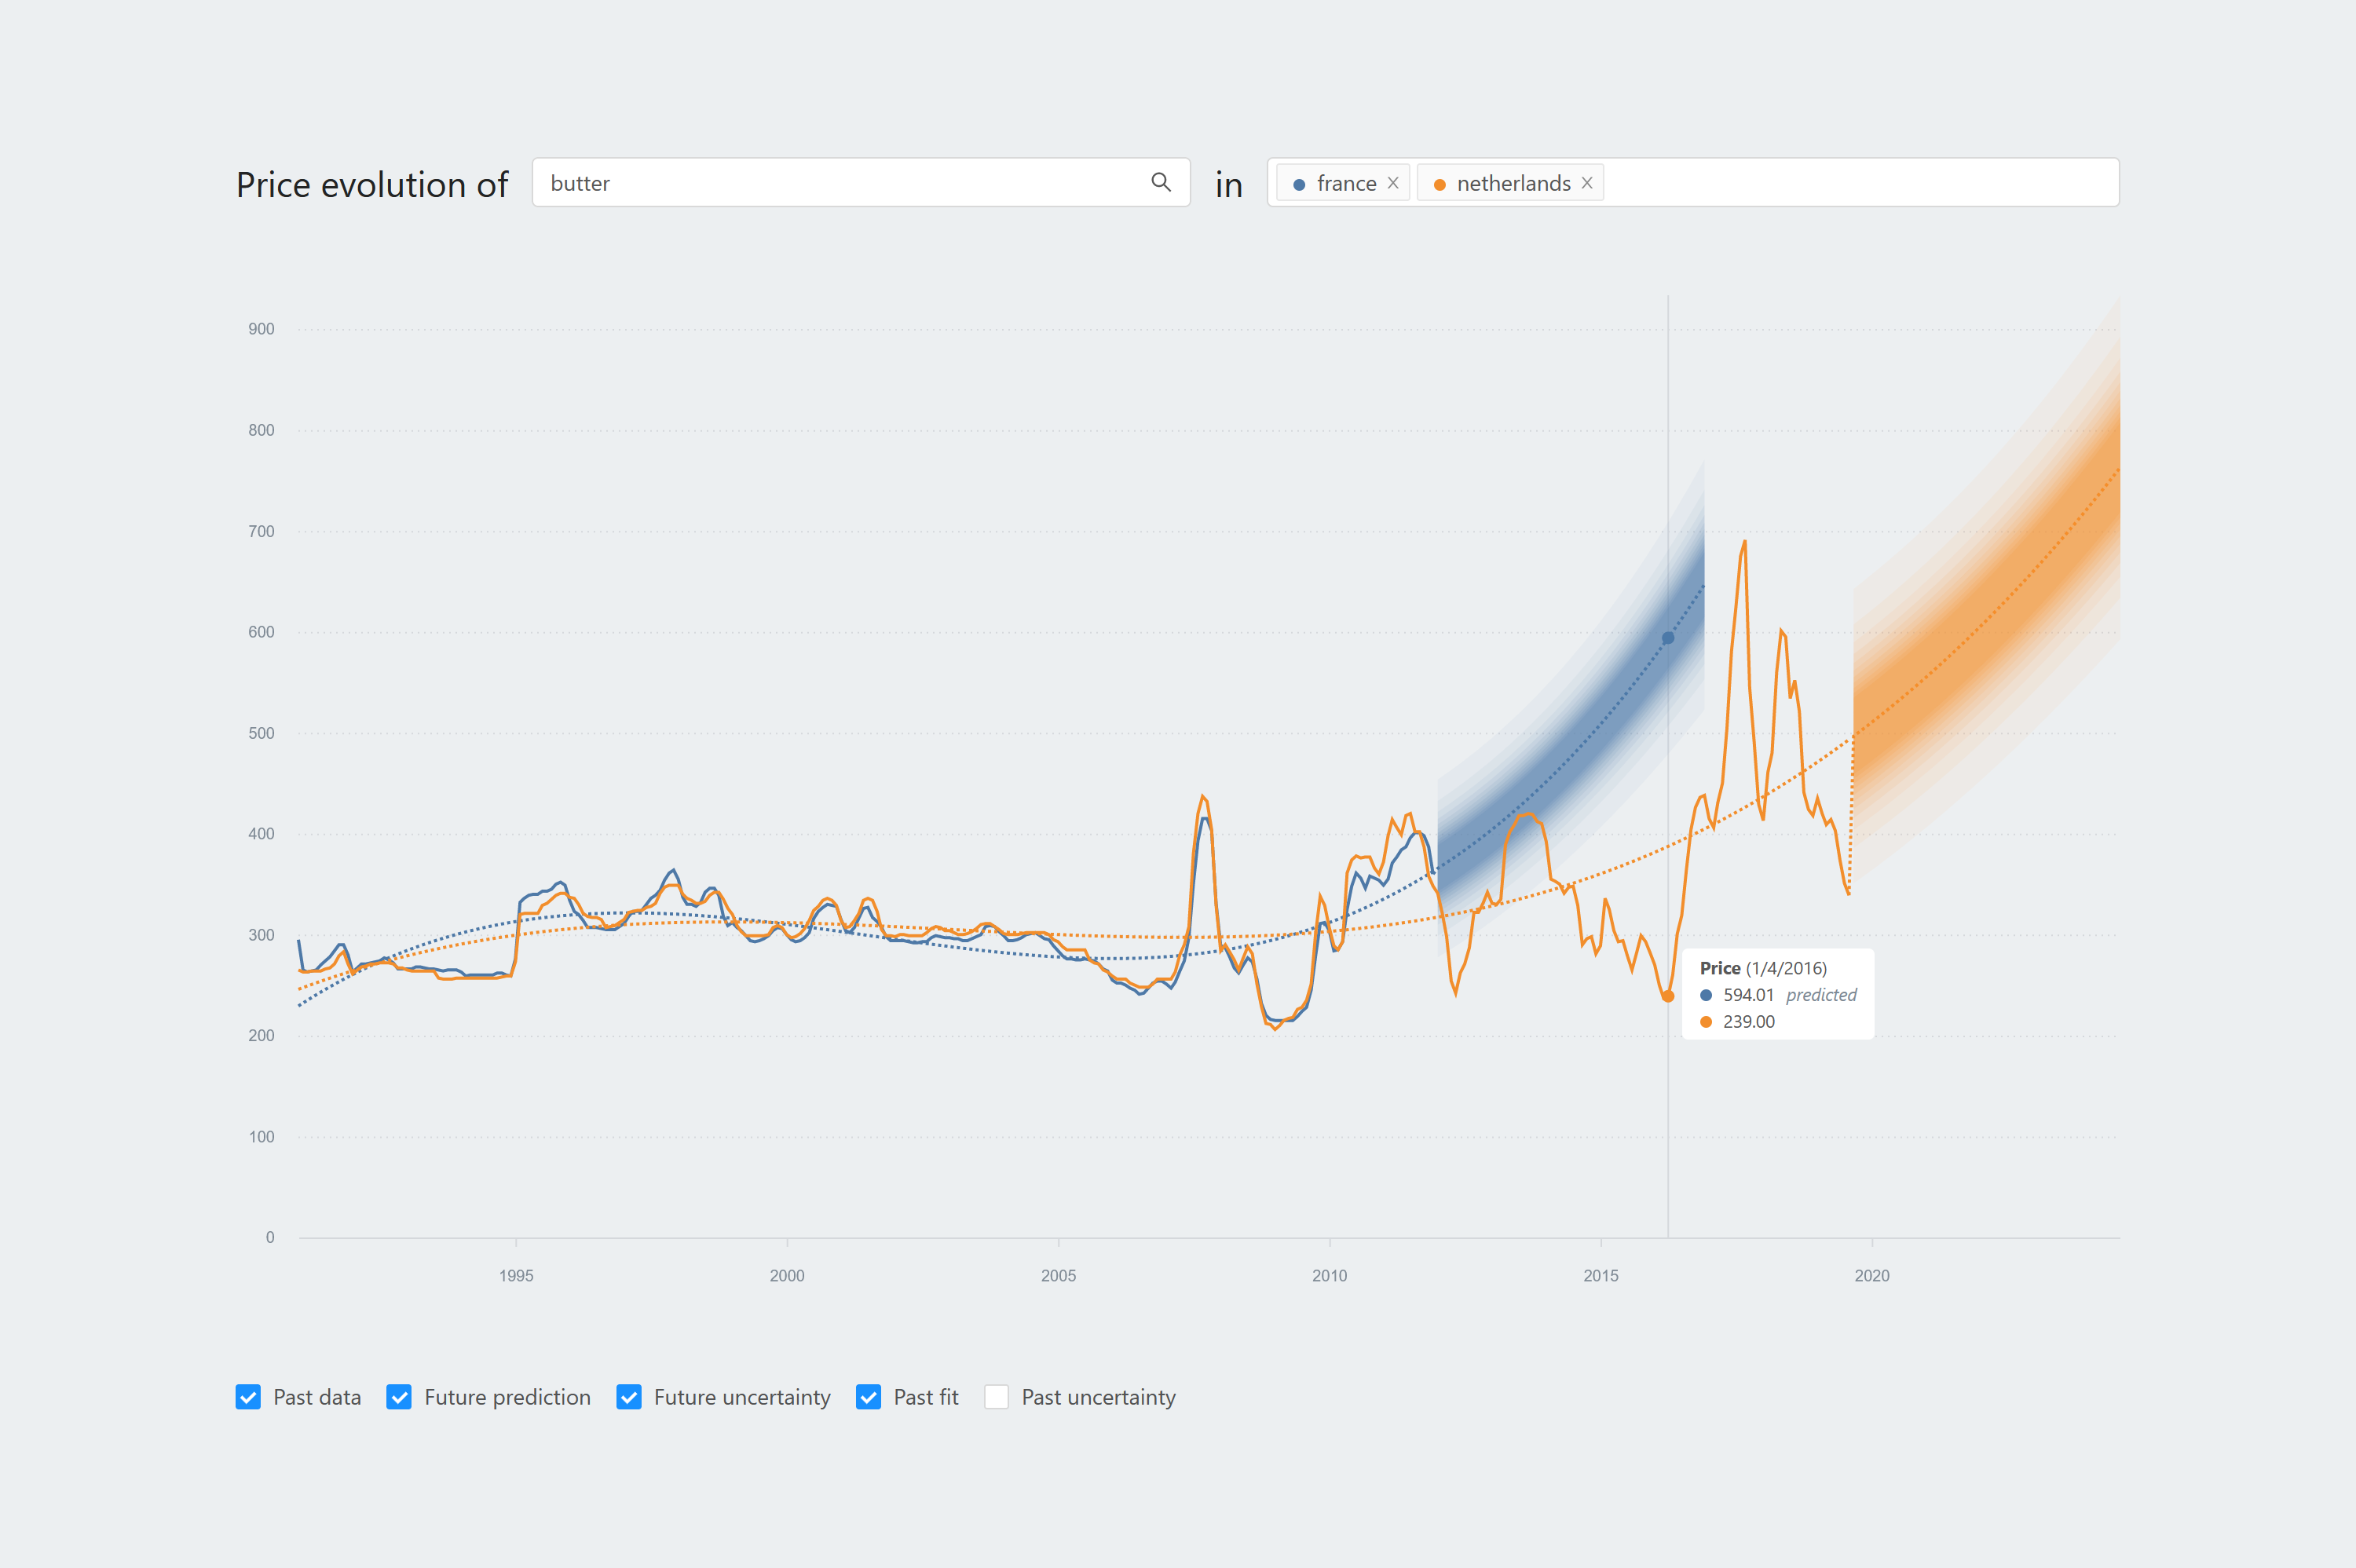 Price evolution of butter in france netherlands
900
800
700
600
500
400
300
200
100
0
Price (1/4/2016)
594.01 predicted
239.00
1995 2000 2005 2010 2015 2020
Past data Future prediction Future uncertainty Past fit Past uncertainty